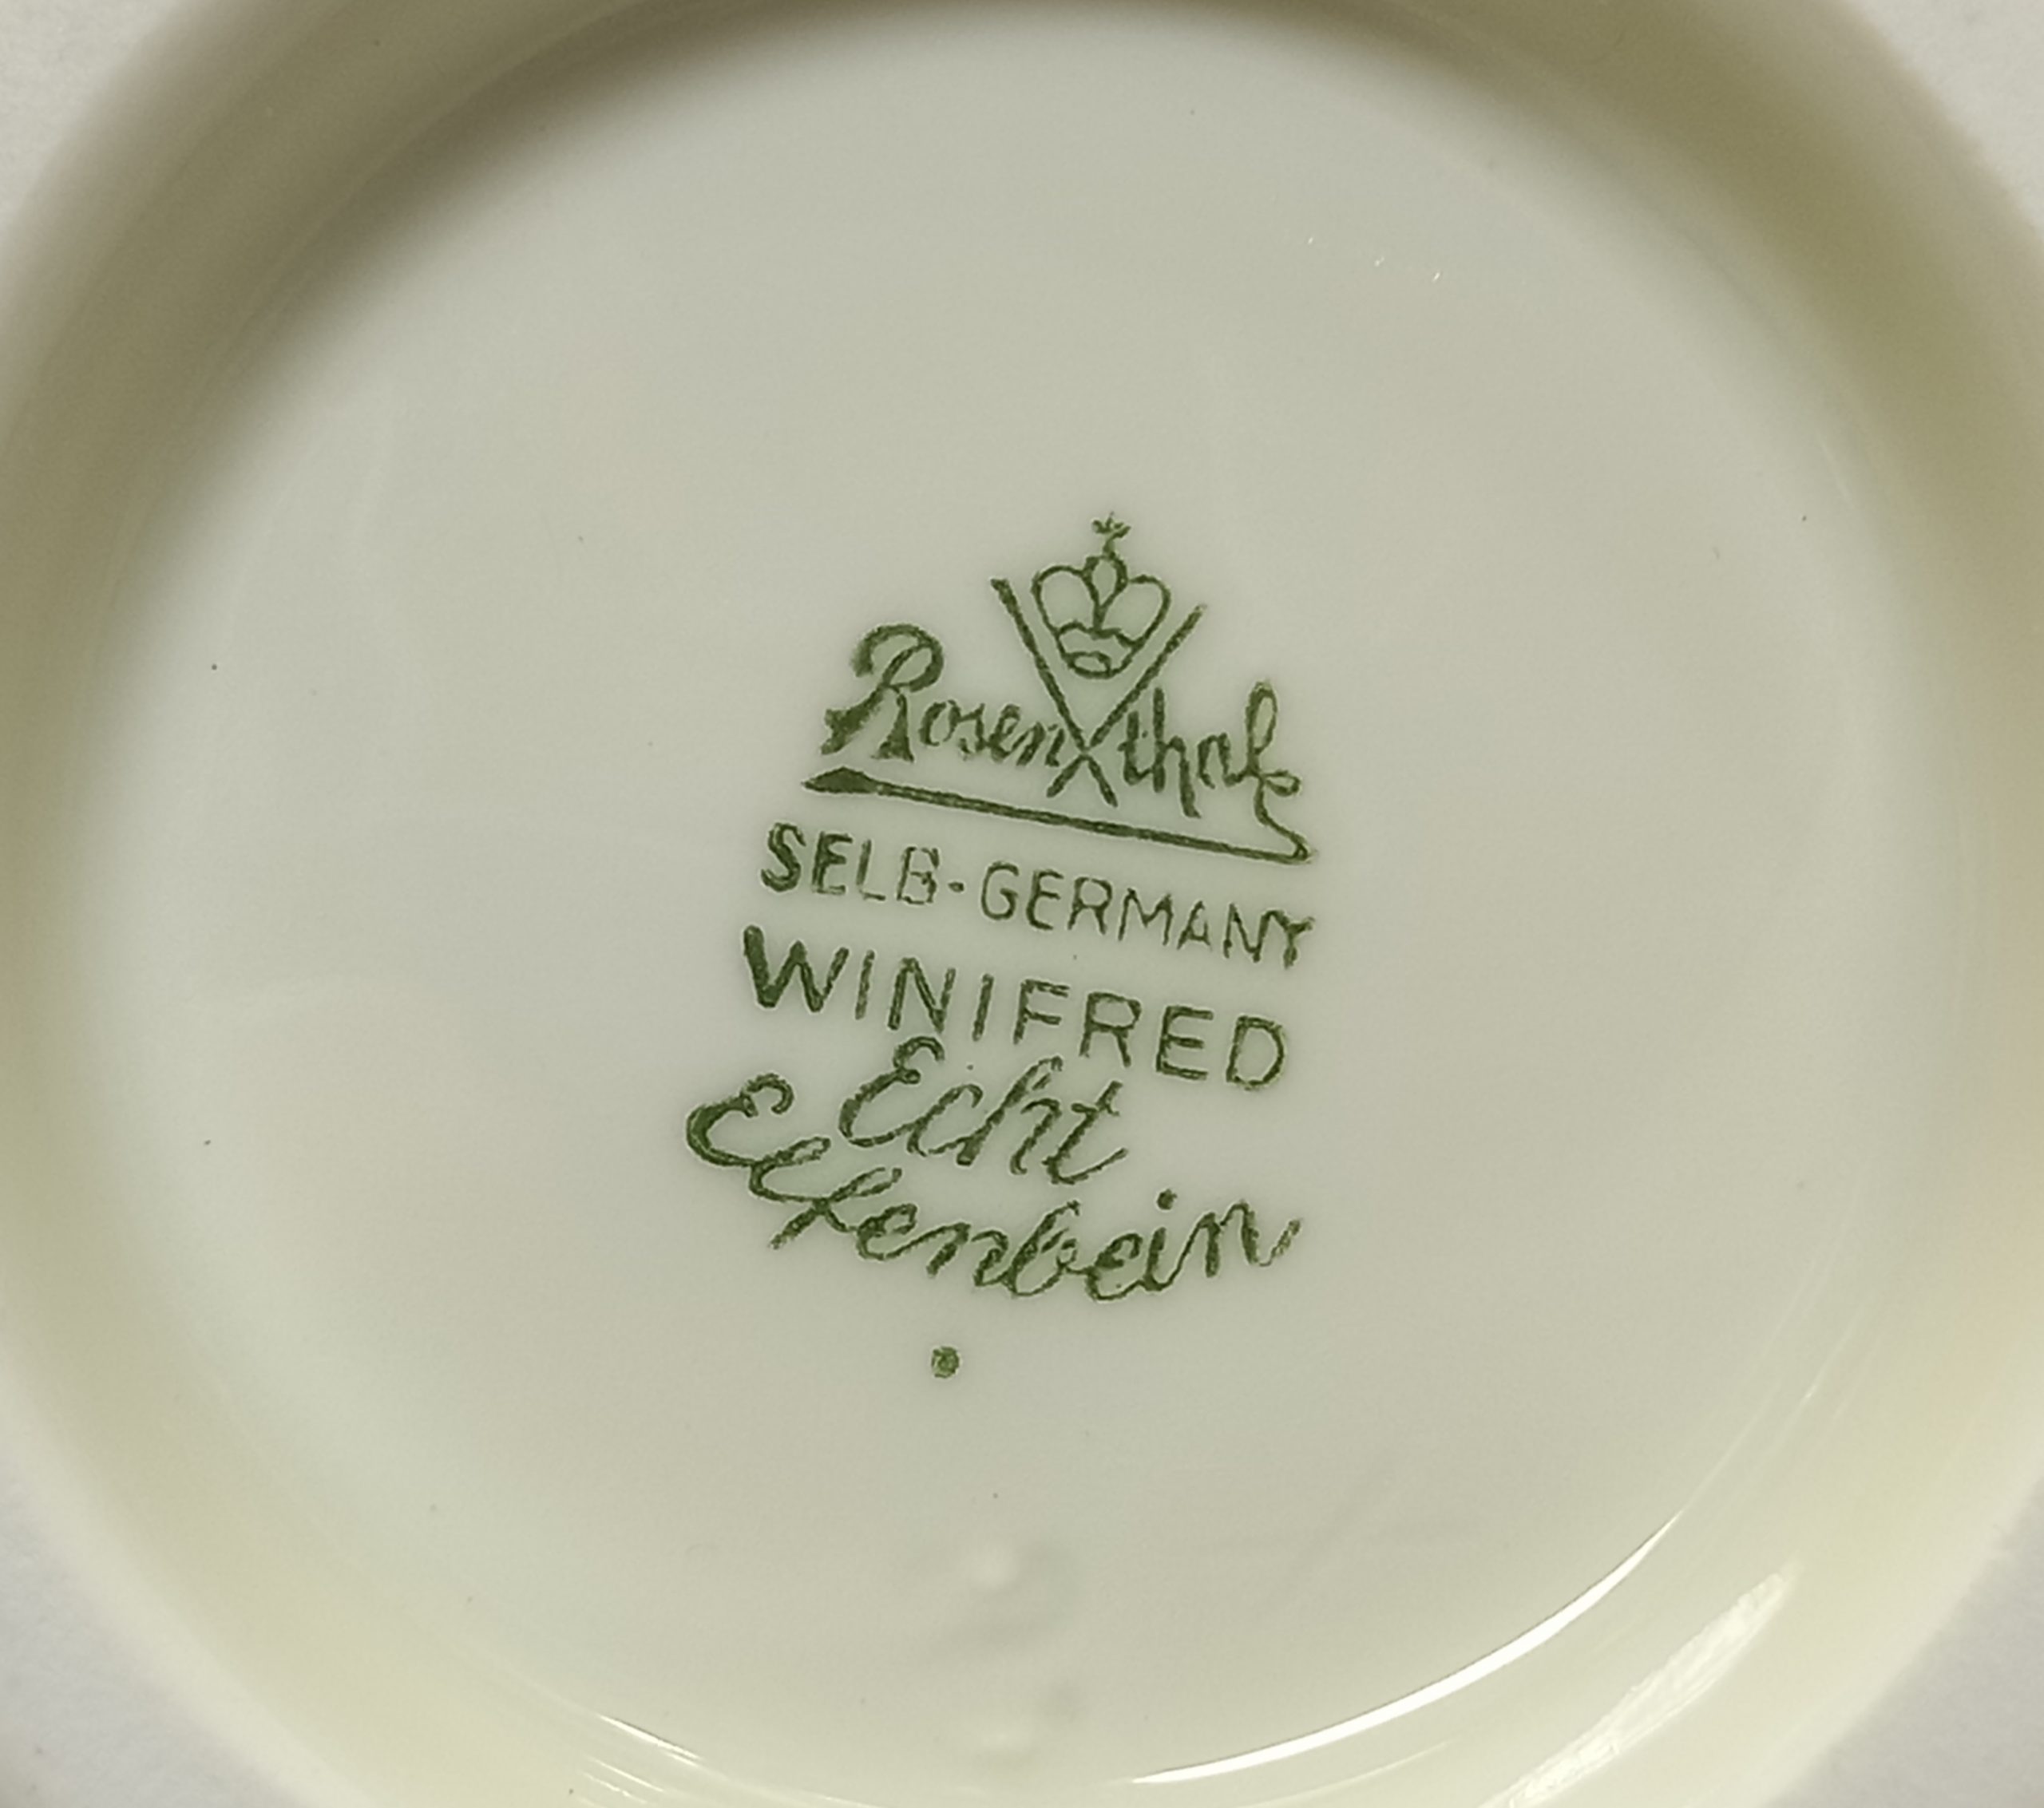 Rosenthal
SELB-GERMANY
WINIFRED
Echt
Elfenbein